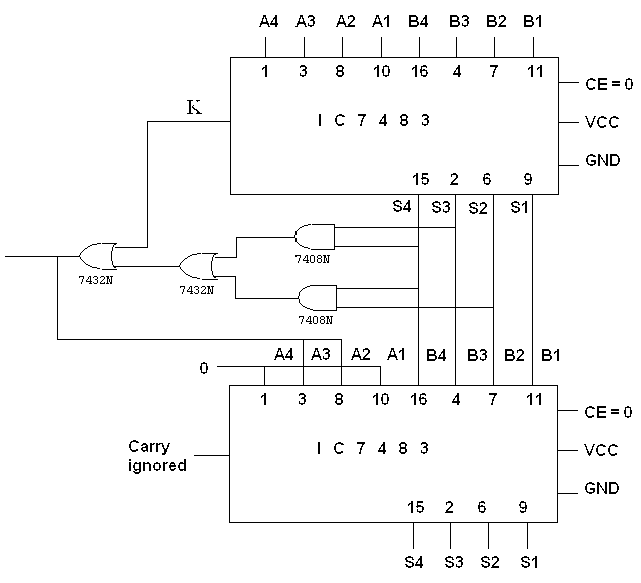 A4 A3 A2 A1 B4 B3 B2 B1
1 3 8 10 16 4 7 11
CE = 0
K
I C 7 4 8 3
VCC
GND
15 2 6 9
S4 S3 S2 S1
7408N
7432N
7432N
7408N
A4 A3 A2 A1 B4 B3 B2 B1
0
1 3 8 10 16 4 7 11
CE = 0
Carry
ignored
I C 7 4 8 3
VCC
GND
15 2 6 9
S4 S3 S2 S1